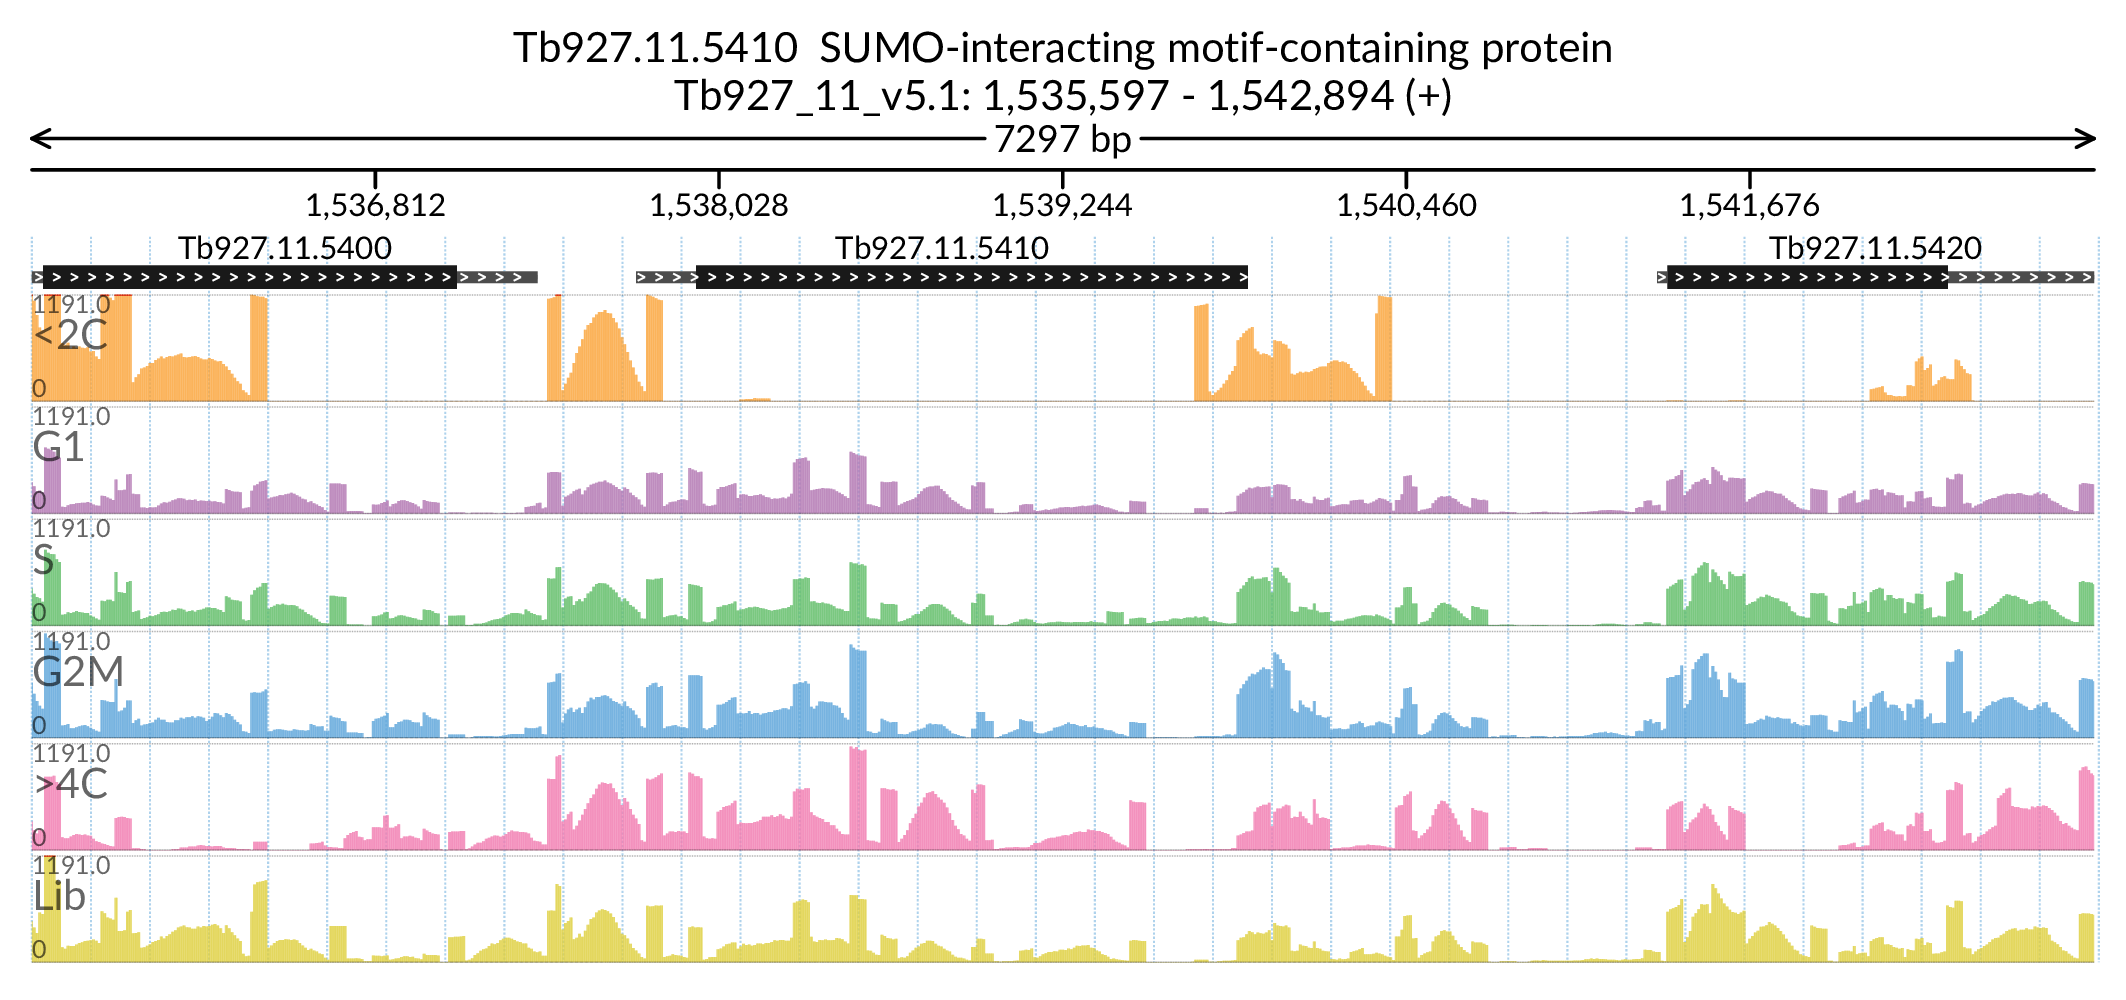 Tb927.11.5410  SUMO-interacting motif-containing protein
Tb927_11_v5.1: 1,535,597 - 1,542,894 (+)
7297 bp
1,536,812 1,538,028 1,539,244 1,540,460 1,541,676
Tb927.11.5400 Tb927.11.5410 Tb927.11.5420
1191.0
<2C
0
1191.0
G1
0
1191.0
S
0
1191.0
G2M
0
1191.0
>4C
0
1191.0
Lib
0